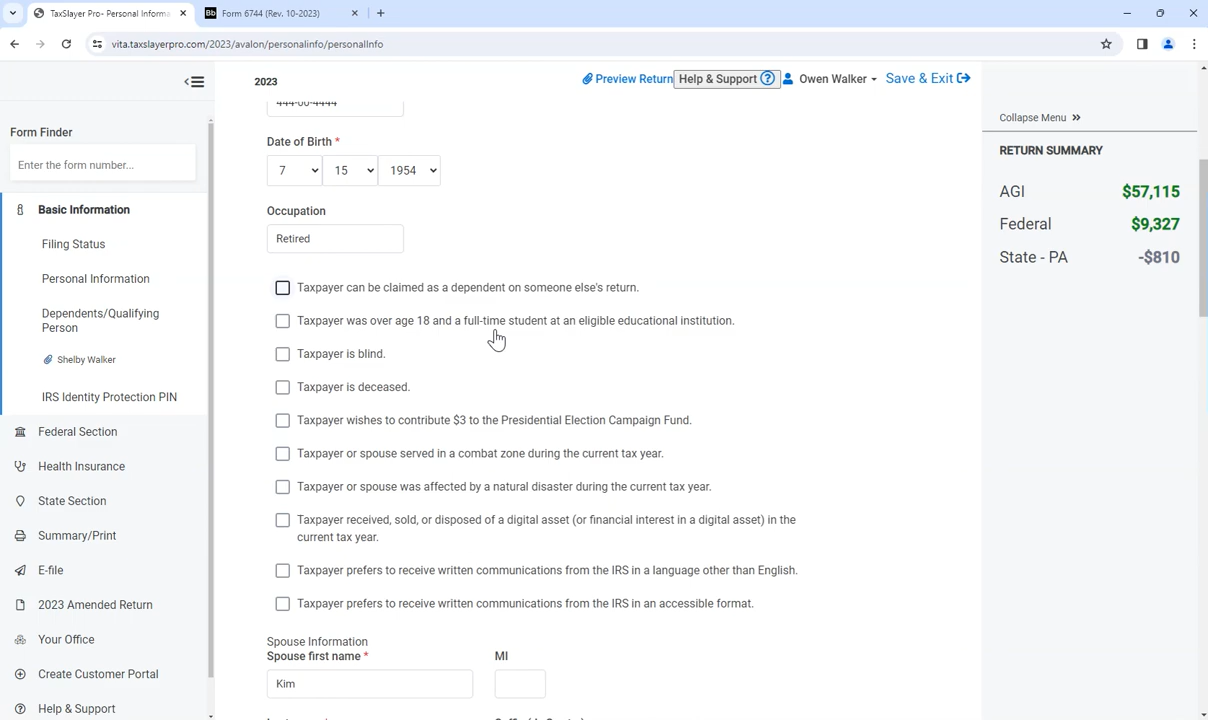 TaxSlayer Pro- Personal Informa
Form 6744 (Rev. 10-2023)
vita.taxslayerpro.com/2023/avalon/personalinfo/personalInfo
2023
Preview Return
Help & Support
Owen Walker
Save & Exit
Form Finder
Enter the form number...
Basic Information
Filing Status
Personal Information
Dependents/Qualifying
Person
Shelby Walker
IRS Identity Protection PIN
Federal Section
Health Insurance
State Section
Summary/Print
E-file
2023 Amended Return
Your Office
Create Customer Portal
Help & Support
444-00-4444
Date of Birth *
7 15 1954
Occupation
Retired
Taxpayer can be claimed as a dependent on someone else's return.
Taxpayer was over age 18 and a full-time student at an eligible educational institution.
Taxpayer is blind.
Taxpayer is deceased.
Taxpayer wishes to contribute $3 to the Presidential Election Campaign Fund.
Taxpayer or spouse served in a combat zone during the current tax year.
Taxpayer or spouse was affected by a natural disaster during the current tax year.
Taxpayer received, sold, or disposed of a digital asset (or financial interest in a digital asset) in the
current tax year.
Taxpayer prefers to receive written communications from the IRS in a language other than English.
Taxpayer prefers to receive written communications from the IRS in an accessible format.
Spouse Information
Spouse first name * MI
Kim
Collapse Menu
RETURN SUMMARY
AGI $57,115
Federal $9,327
State - PA -$810